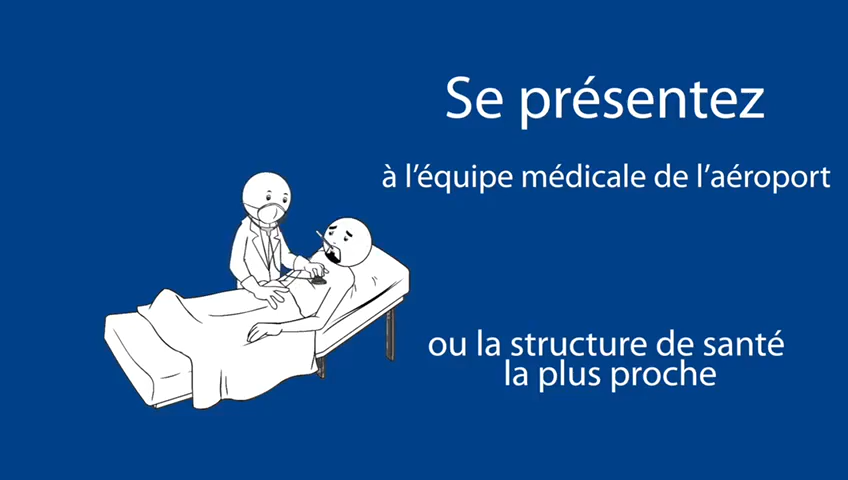 Se présentez
à l’équipe médicale de l’aéroport
ou la structure de santé
la plus proche